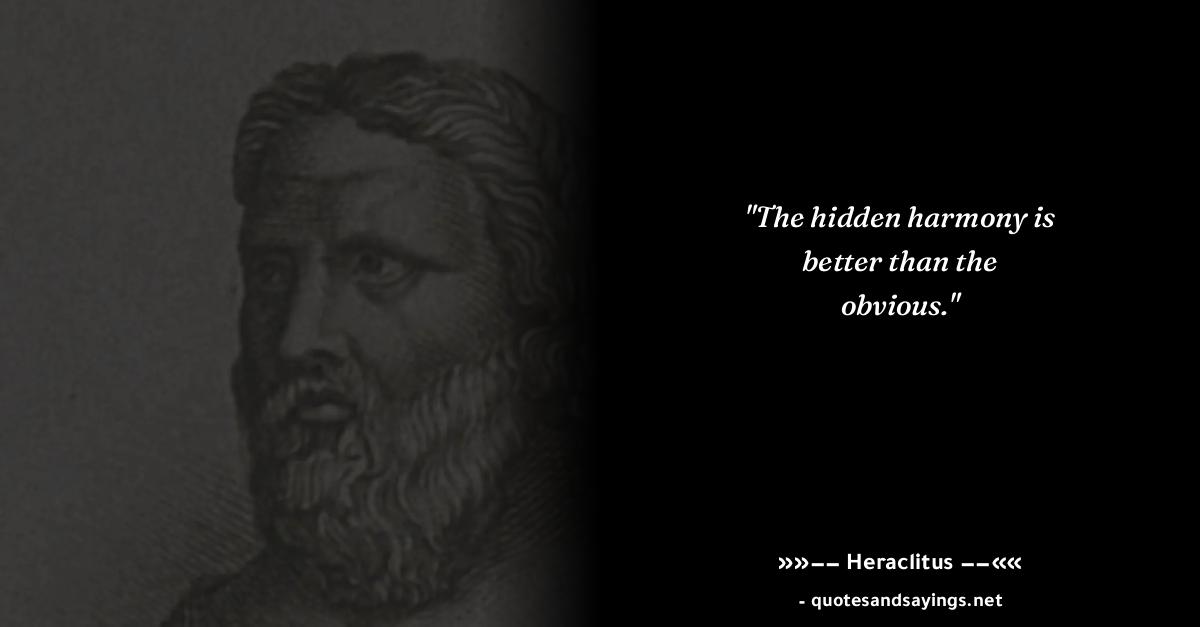 "The hidden harmony is
better than the
obvious."
»»−− Heraclitus −−««
- quotesandsayings.net